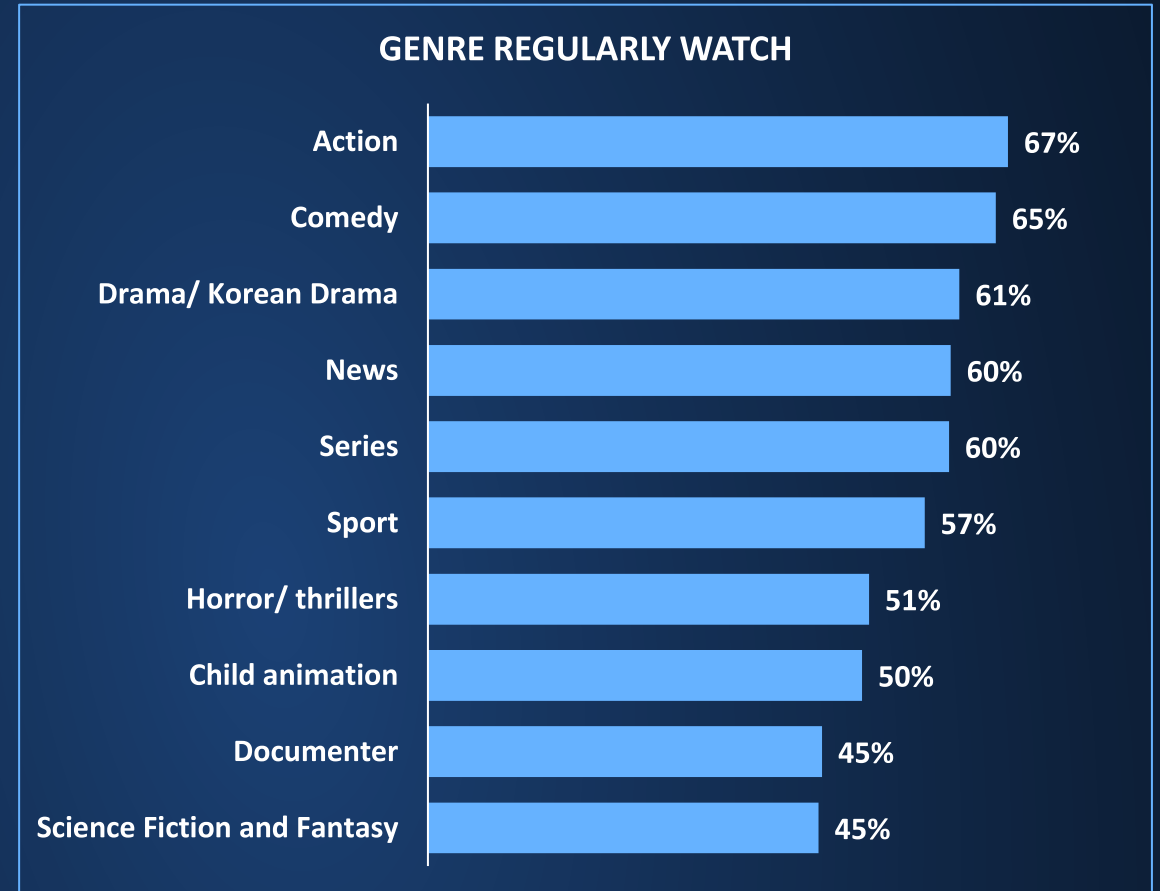 GENRE REGULARLY WATCH
Action 67%
Comedy 65%
Drama/ Korean Drama 61%
News 60%
Series 60%
Sport 57%
Horror/ thrillers 51%
Child animation 50%
Documenter 45%
Science Fiction and Fantasy 45%